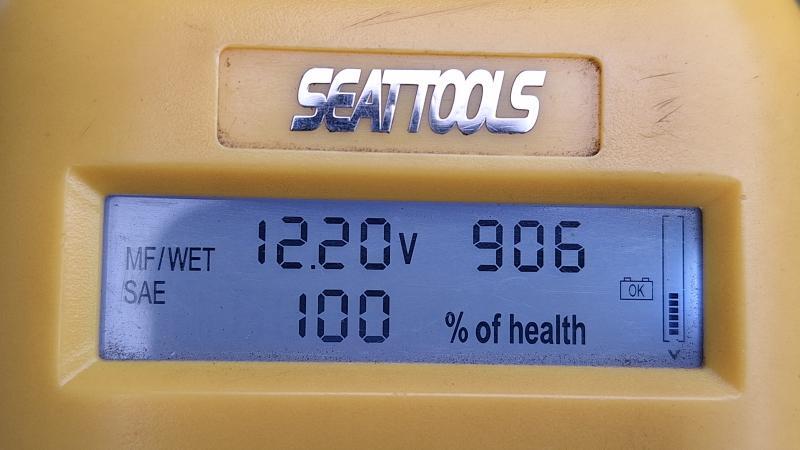 SEATTOOLS
MF/WET 12.20V 906
SAE 100 % of health
OK